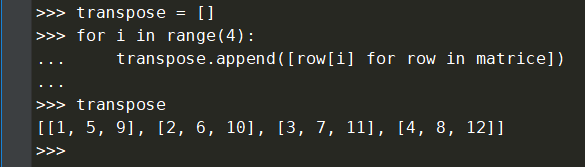 >>> transpose = []
>>> for i in range(4):
...     transpose.append([row[i] for row in matrice])
...
>>> transpose
[[1, 5, 9], [2, 6, 10], [3, 7, 11], [4, 8, 12]]
>>>